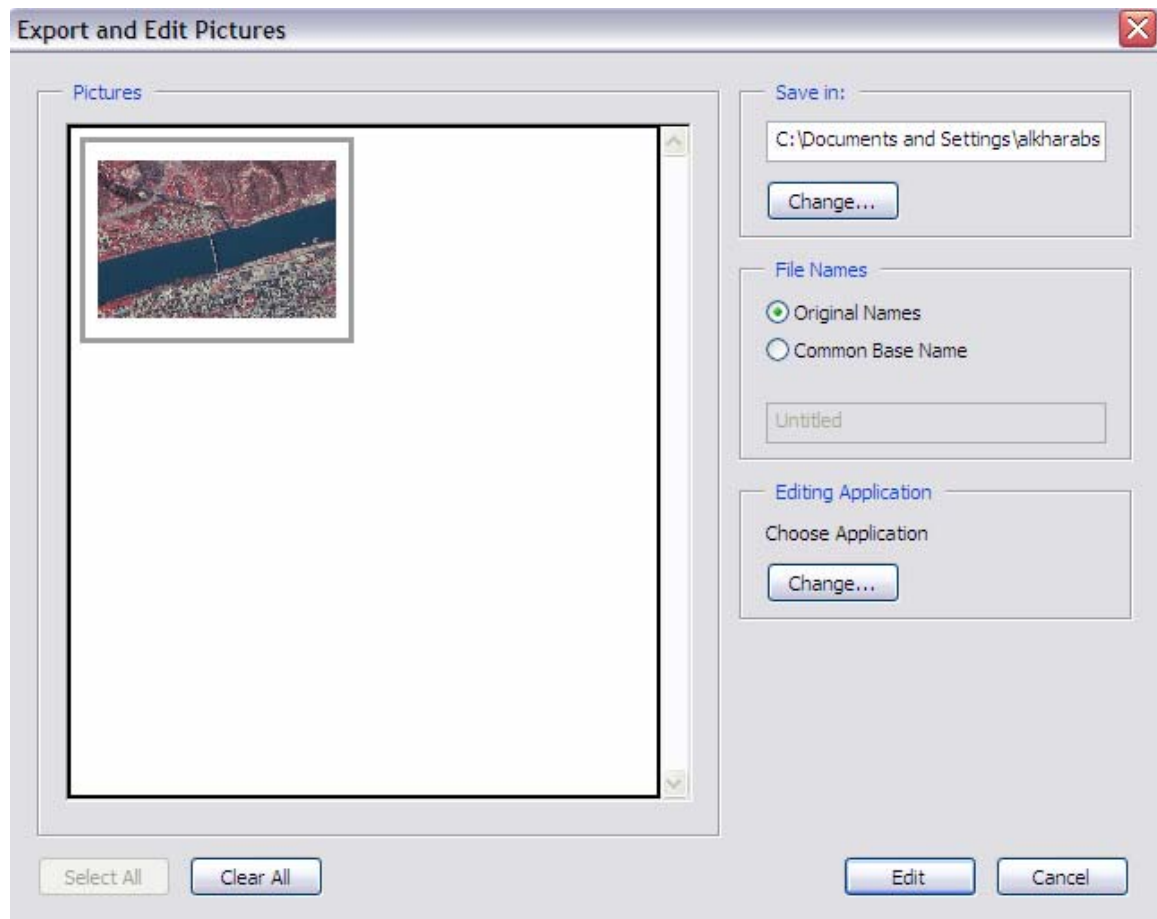 Export and Edit Pictures
Pictures
Save in:
C:\Documents and Settings\alkharabs
Change...
File Names
Original Names
Common Base Name
Untitled
Editing Application
Choose Application
Change...
Select All
Clear All
Edit
Cancel